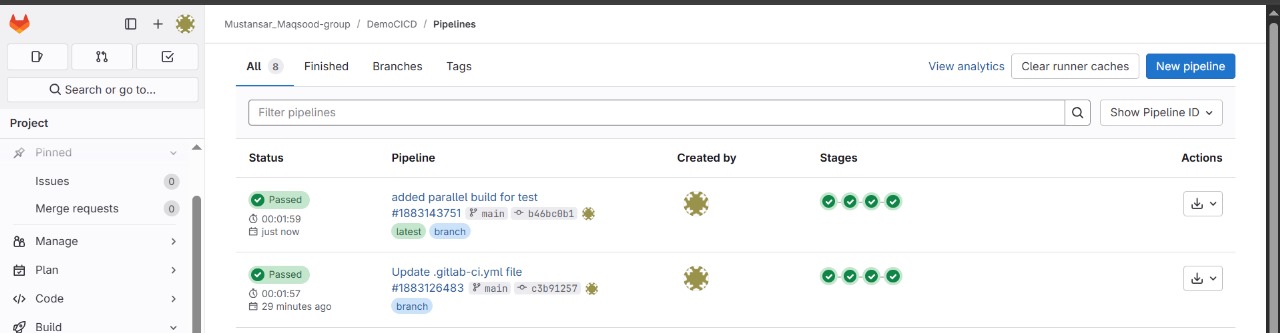 Mustansar_Maqsood-group / DemoCICD / Pipelines
All 8 Finished Branches Tags View analytics Clear runner caches New pipeline
Search or go to...
Filter pipelines Show Pipeline ID
Project
Pinned
Issues 0
Merge requests 0
Manage
Plan
Code
Build
Status Pipeline Created by Stages Actions
Passed added parallel build for test
00:01:59 #1883143751 main b46bc0b1
just now latest branch
Passed Update .gitlab-ci.yml file
00:01:57 #1883126483 main c3b91257
29 minutes ago branch